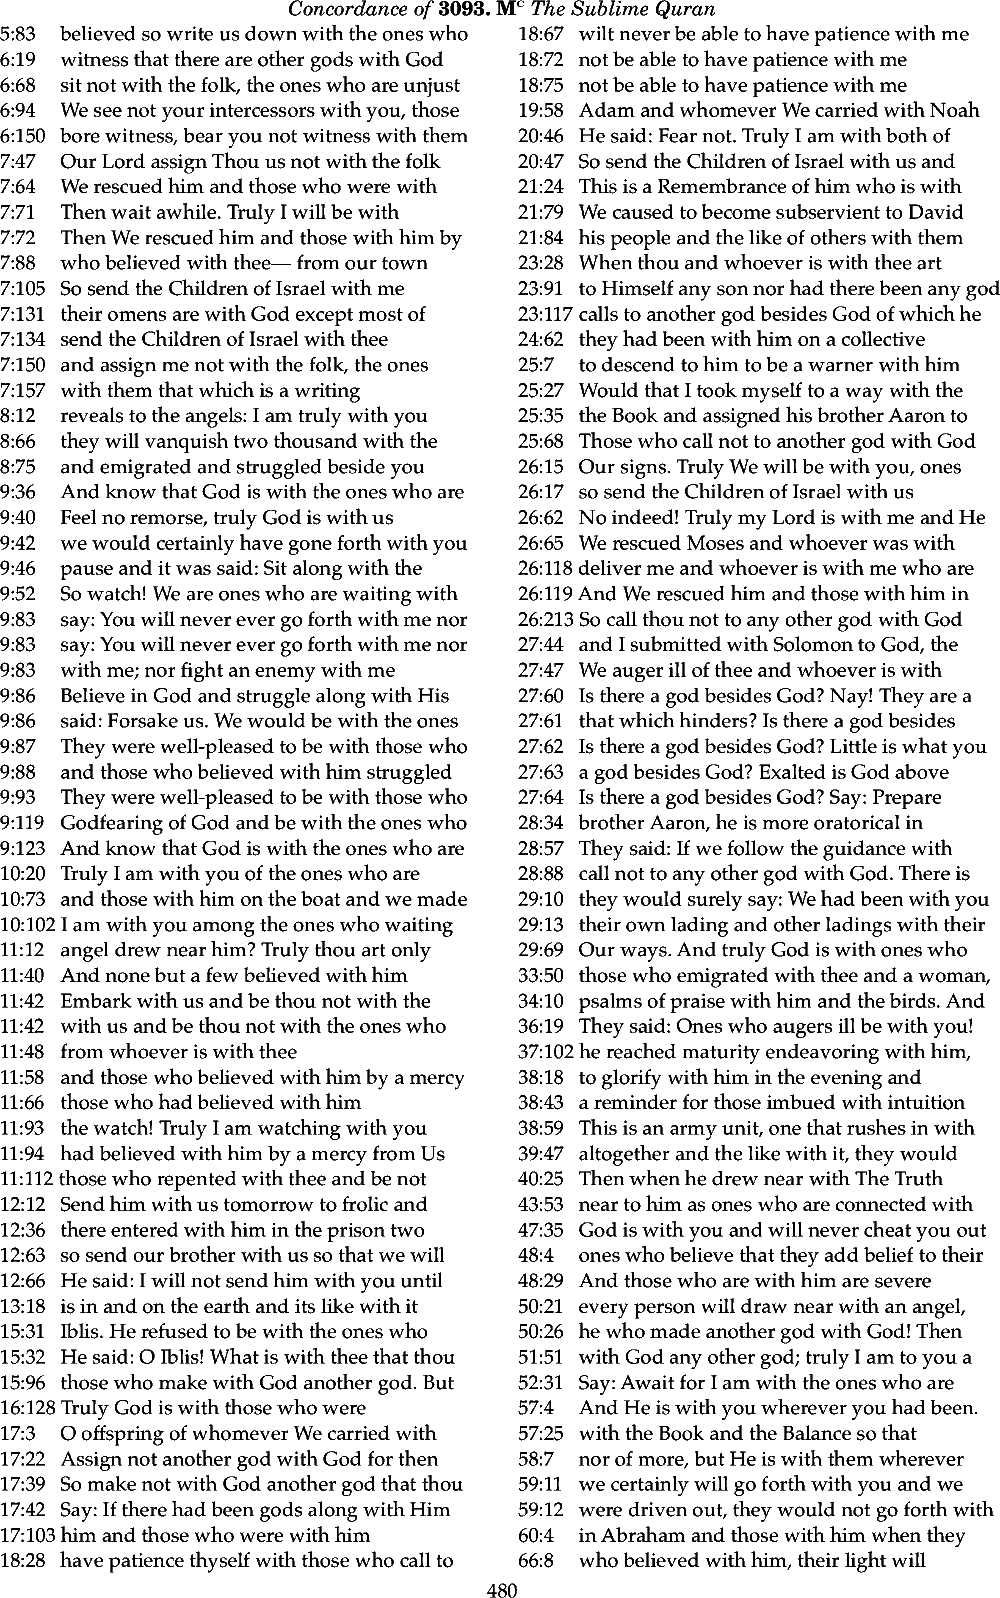 Concordance of 3093. Mᶜ The Sublime Quran
5:83 believed so write us down with the ones who
6:19 witness that there are other gods with God
6:68 sit not with the folk, the ones who are unjust
6:94 We see not your intercessors with you, those
6:150 bore witness, bear you not witness with them
7:47 Our Lord assign Thou us not with the folk
7:64 We rescued him and those who were with
7:71 Then wait awhile. Truly I will be with
7:72 Then We rescued him and those with him by
7:88 who believed with thee— from our town
7:105 So send the Children of Israel with me
7:131 their omens are with God except most of
7:134 send the Children of Israel with thee
7:150 and assign me not with the folk, the ones
7:157 with them that which is a writing
8:12 reveals to the angels: I am truly with you
8:66 they will vanquish two thousand with the
8:75 and emigrated and struggled beside you
9:36 And know that God is with the ones who are
9:40 Feel no remorse, truly God is with us
9:42 we would certainly have gone forth with you
9:46 pause and it was said: Sit along with the
9:52 So watch! We are ones who are waiting with
9:83 say: You will never ever go forth with me nor
9:83 say: You will never ever go forth with me nor
9:83 with me; nor fight an enemy with me
9:86 Believe in God and struggle along with His
9:86 said: Forsake us. We would be with the ones
9:87 They were well-pleased to be with those who
9:88 and those who believed with him struggled
9:93 They were well-pleased to be with those who
9:119 Godfearing of God and be with the ones who
9:123 And know that God is with the ones who are
10:20 Truly I am with you of the ones who are
10:73 and those with him on the boat and we made
10:102 I am with you among the ones who waiting
11:12 angel drew near him? Truly thou art only
11:40 And none but a few believed with him
11:42 Embark with us and be thou not with the
11:42 with us and be thou not with the ones who
11:48 from whoever is with thee
11:58 and those who believed with him by a mercy
11:66 those who had believed with him
11:93 the watch! Truly I am watching with you
11:94 had believed with him by a mercy from Us
11:112 those who repented with thee and be not
12:12 Send him with us tomorrow to frolic and
12:36 there entered with him in the prison two
12:63 so send our brother with us so that we will
12:66 He said: I will not send him with you until
13:18 is in and on the earth and its like with it
15:31 Iblis. He refused to be with the ones who
15:32 He said: O Iblis! What is with thee that thou
15:96 those who make with God another god. But
16:128 Truly God is with those who were
17:3 O offspring of whomever We carried with
17:22 Assign not another god with God for then
17:39 So make not with God another god that thou
17:42 Say: If there had been gods along with Him
17:103 him and those who were with him
18:28 have patience thyself with those who call to
18:67 wilt never be able to have patience with me
18:72 not be able to have patience with me
18:75 not be able to have patience with me
19:58 Adam and whomever We carried with Noah
20:46 He said: Fear not. Truly I am with both of
20:47 So send the Children of Israel with us and
21:24 This is a Remembrance of him who is with
21:79 We caused to become subservient to David
21:84 his people and the like of others with them
23:28 When thou and whoever is with thee art
23:91 to Himself any son nor had there been any god
23:117 calls to another god besides God of which he
24:62 they had been with him on a collective
25:7 to descend to him to be a warner with him
25:27 Would that I took myself to a way with the
25:35 the Book and assigned his brother Aaron to
25:68 Those who call not to another god with God
26:15 Our signs. Truly We will be with you, ones
26:17 so send the Children of Israel with us
26:62 No indeed! Truly my Lord is with me and He
26:65 We rescued Moses and whoever was with
26:118 deliver me and whoever is with me who are
26:119 And We rescued him and those with him in
26:213 So call thou not to any other god with God
27:44 and I submitted with Solomon to God, the
27:47 We auger ill of thee and whoever is with
27:60 Is there a god besides God? Nay! They are a
27:61 that which hinders? Is there a god besides
27:62 Is there a god besides God? Little is what you
27:63 a god besides God? Exalted is God above
27:64 Is there a god besides God? Say: Prepare
28:34 brother Aaron, he is more oratorical in
28:57 They said: If we follow the guidance with
28:88 call not to any other god with God. There is
29:10 they would surely say: We had been with you
29:13 their own lading and other ladings with their
29:69 Our ways. And truly God is with ones who
33:50 those who emigrated with thee and a woman,
34:10 psalms of praise with him and the birds. And
36:19 They said: Ones who augers ill be with you!
37:102 he reached maturity endeavoring with him,
38:18 to glorify with him in the evening and
38:43 a reminder for those imbued with intuition
38:59 This is an army unit, one that rushes in with
39:47 altogether and the like with it, they would
40:25 Then when he drew near with The Truth
43:53 near to him as ones who are connected with
47:35 God is with you and will never cheat you out
48:4 ones who believe that they add belief to their
48:29 And those who are with him are severe
50:21 every person will draw near with an angel,
50:26 he who made another god with God! Then
51:51 with God any other god; truly I am to you a
52:31 Say: Await for I am with the ones who are
57:4 And He is with you wherever you had been.
57:25 with the Book and the Balance so that
58:7 nor of more, but He is with them wherever
59:11 we certainly will go forth with you and we
59:12 were driven out, they would not go forth with
60:4 in Abraham and those with him when they
66:8 who believed with him, their light will
480